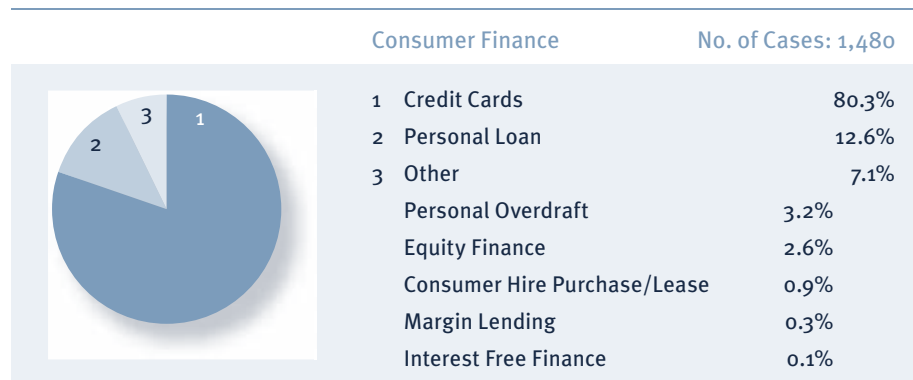 Consumer Finance No. of Cases: 1,480
1 Credit Cards 80.3%
2 Personal Loan 12.6%
3 Other 7.1%
Personal Overdraft 3.2%
Equity Finance 2.6%
Consumer Hire Purchase/Lease 0.9%
Margin Lending 0.3%
Interest Free Finance 0.1%
1
2
3